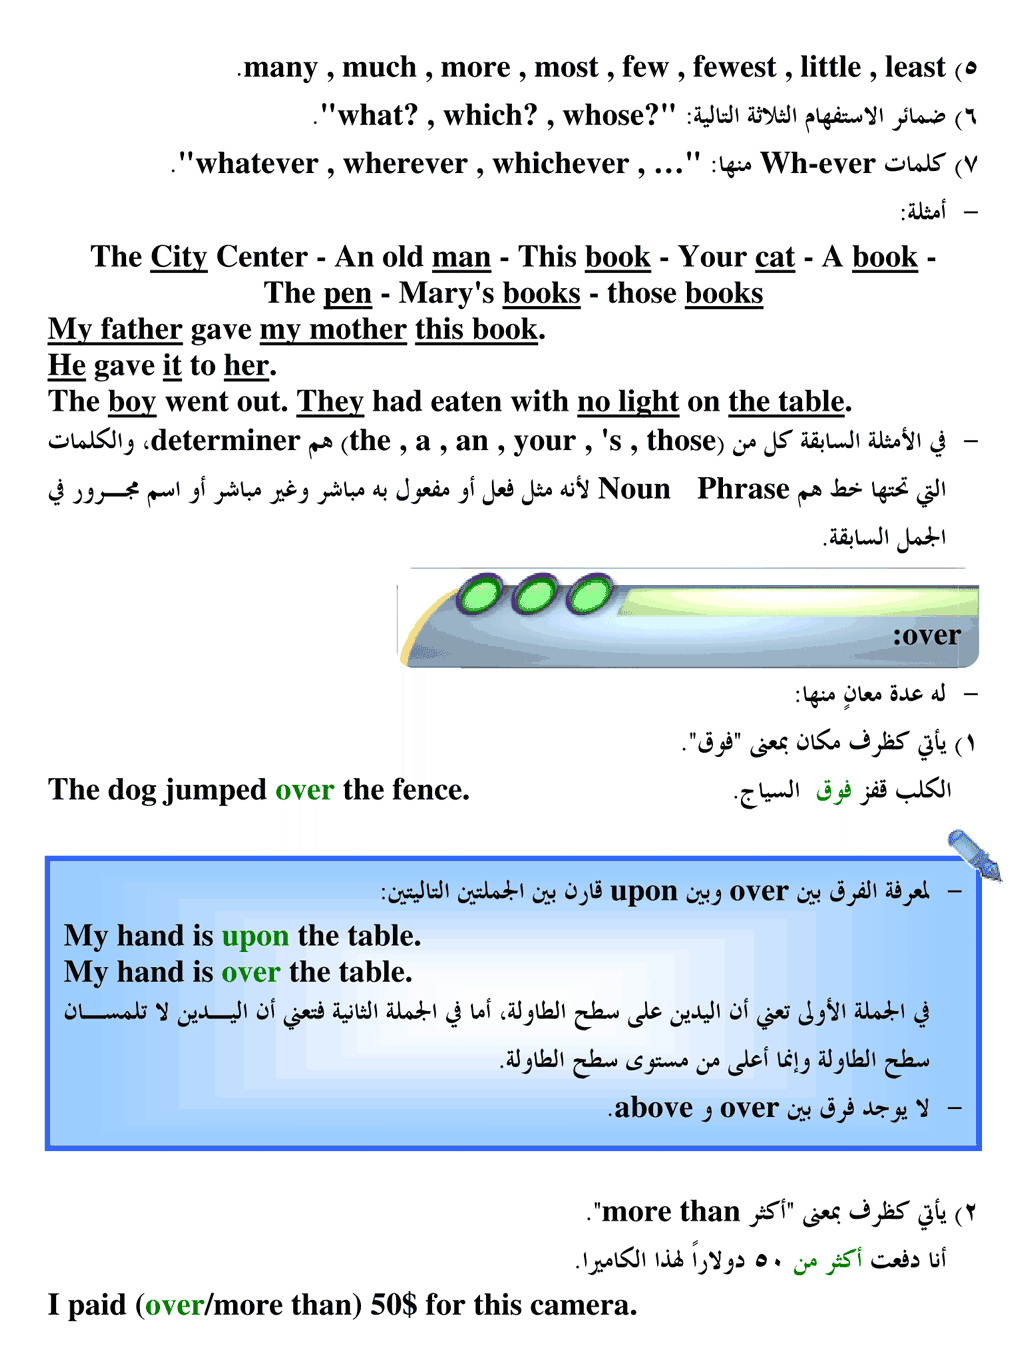 ٥) many , much , more , most , few , fewest , little , least.
٦) ضمائر الاستفهام الثلاثة التالية: "what? , which? , whose?".
٧) كلمات Wh-ever منها: "whatever , wherever , whichever , …".
– أمثلة:
The City Center - An old man - This book - Your cat - A book -
The pen - Mary's books - those books
My father gave my mother this book.
He gave it to her.
The boy went out. They had eaten with no light on the table.
– في الأمثلة السابقة كل من (the , a , an , your , 's , those) هم determiner، والكلمات
التي تحتها خط هم Noun Phrase لأنه مثل فعل أو مفعول به مباشر وغير مباشر أو اسم مجرور في
الجمل السابقة.
over:
– له عدة معانٍ منها:
١) يأتي كظرف مكان بمعنى "فوق".
الكلب قفز فوق السياج. The dog jumped over the fence.
– لمعرفة الفرق بين over وبين upon قارن بين الجملتين التاليتين:
My hand is upon the table.
My hand is over the table.
في الجملة الأولى تعني أن اليدين على سطح الطاولة، أما في الجملة الثانية فتعني أن اليدين لا تلمسان
سطح الطاولة وإنما أعلى من مستوى سطح الطاولة.
– لا يوجد فرق بين over و above.
٢) يأتي كظرف بمعنى "أكثر more than".
أنا دفعت أكثر من ٥٠ دولاراً لهذا الكاميرا.
I paid (over/more than) 50$ for this camera.